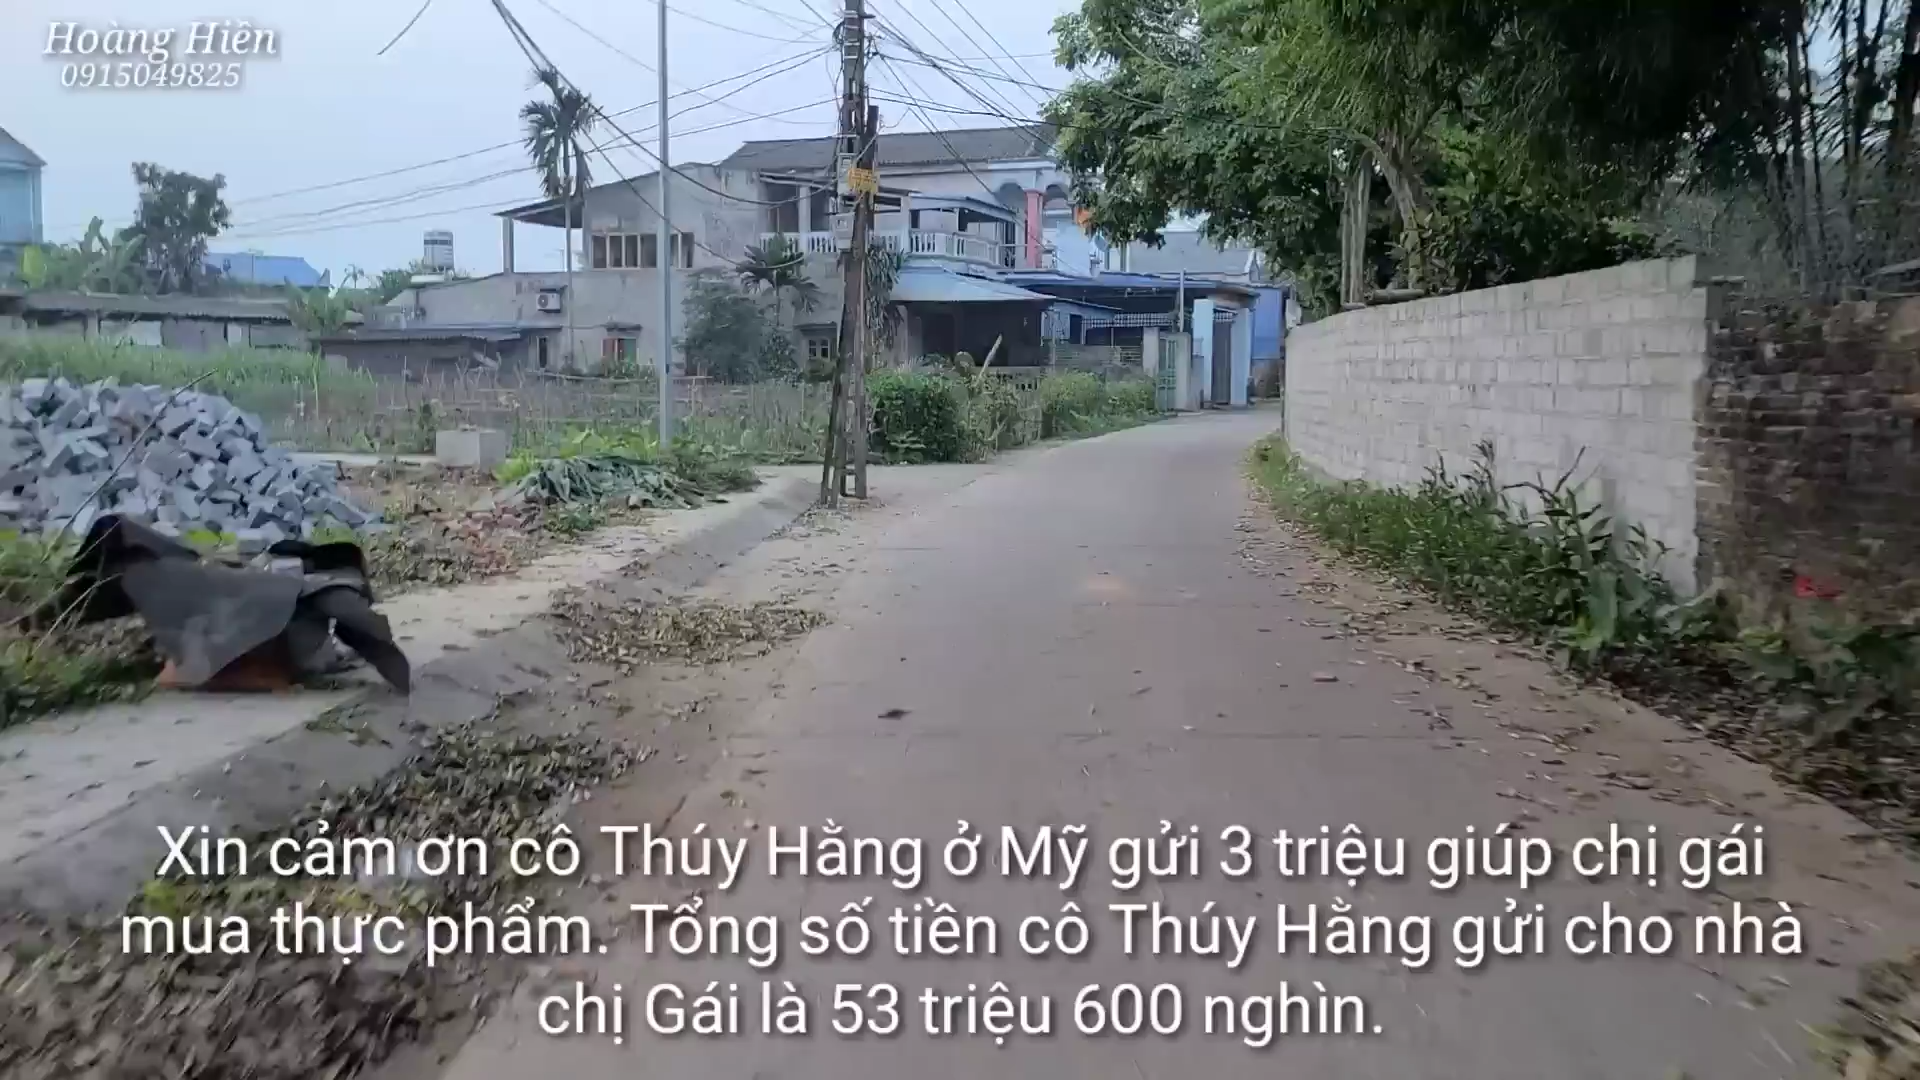 Hoàng Hiên
0915049825
Xin cảm ơn cô Thúy Hằng ở Mỹ gửi 3 triệu giúp chị gái
mua thực phẩm. Tổng số tiền cô Thúy Hằng gửi cho nhà
chị Gái là 53 triệu 600 nghìn.